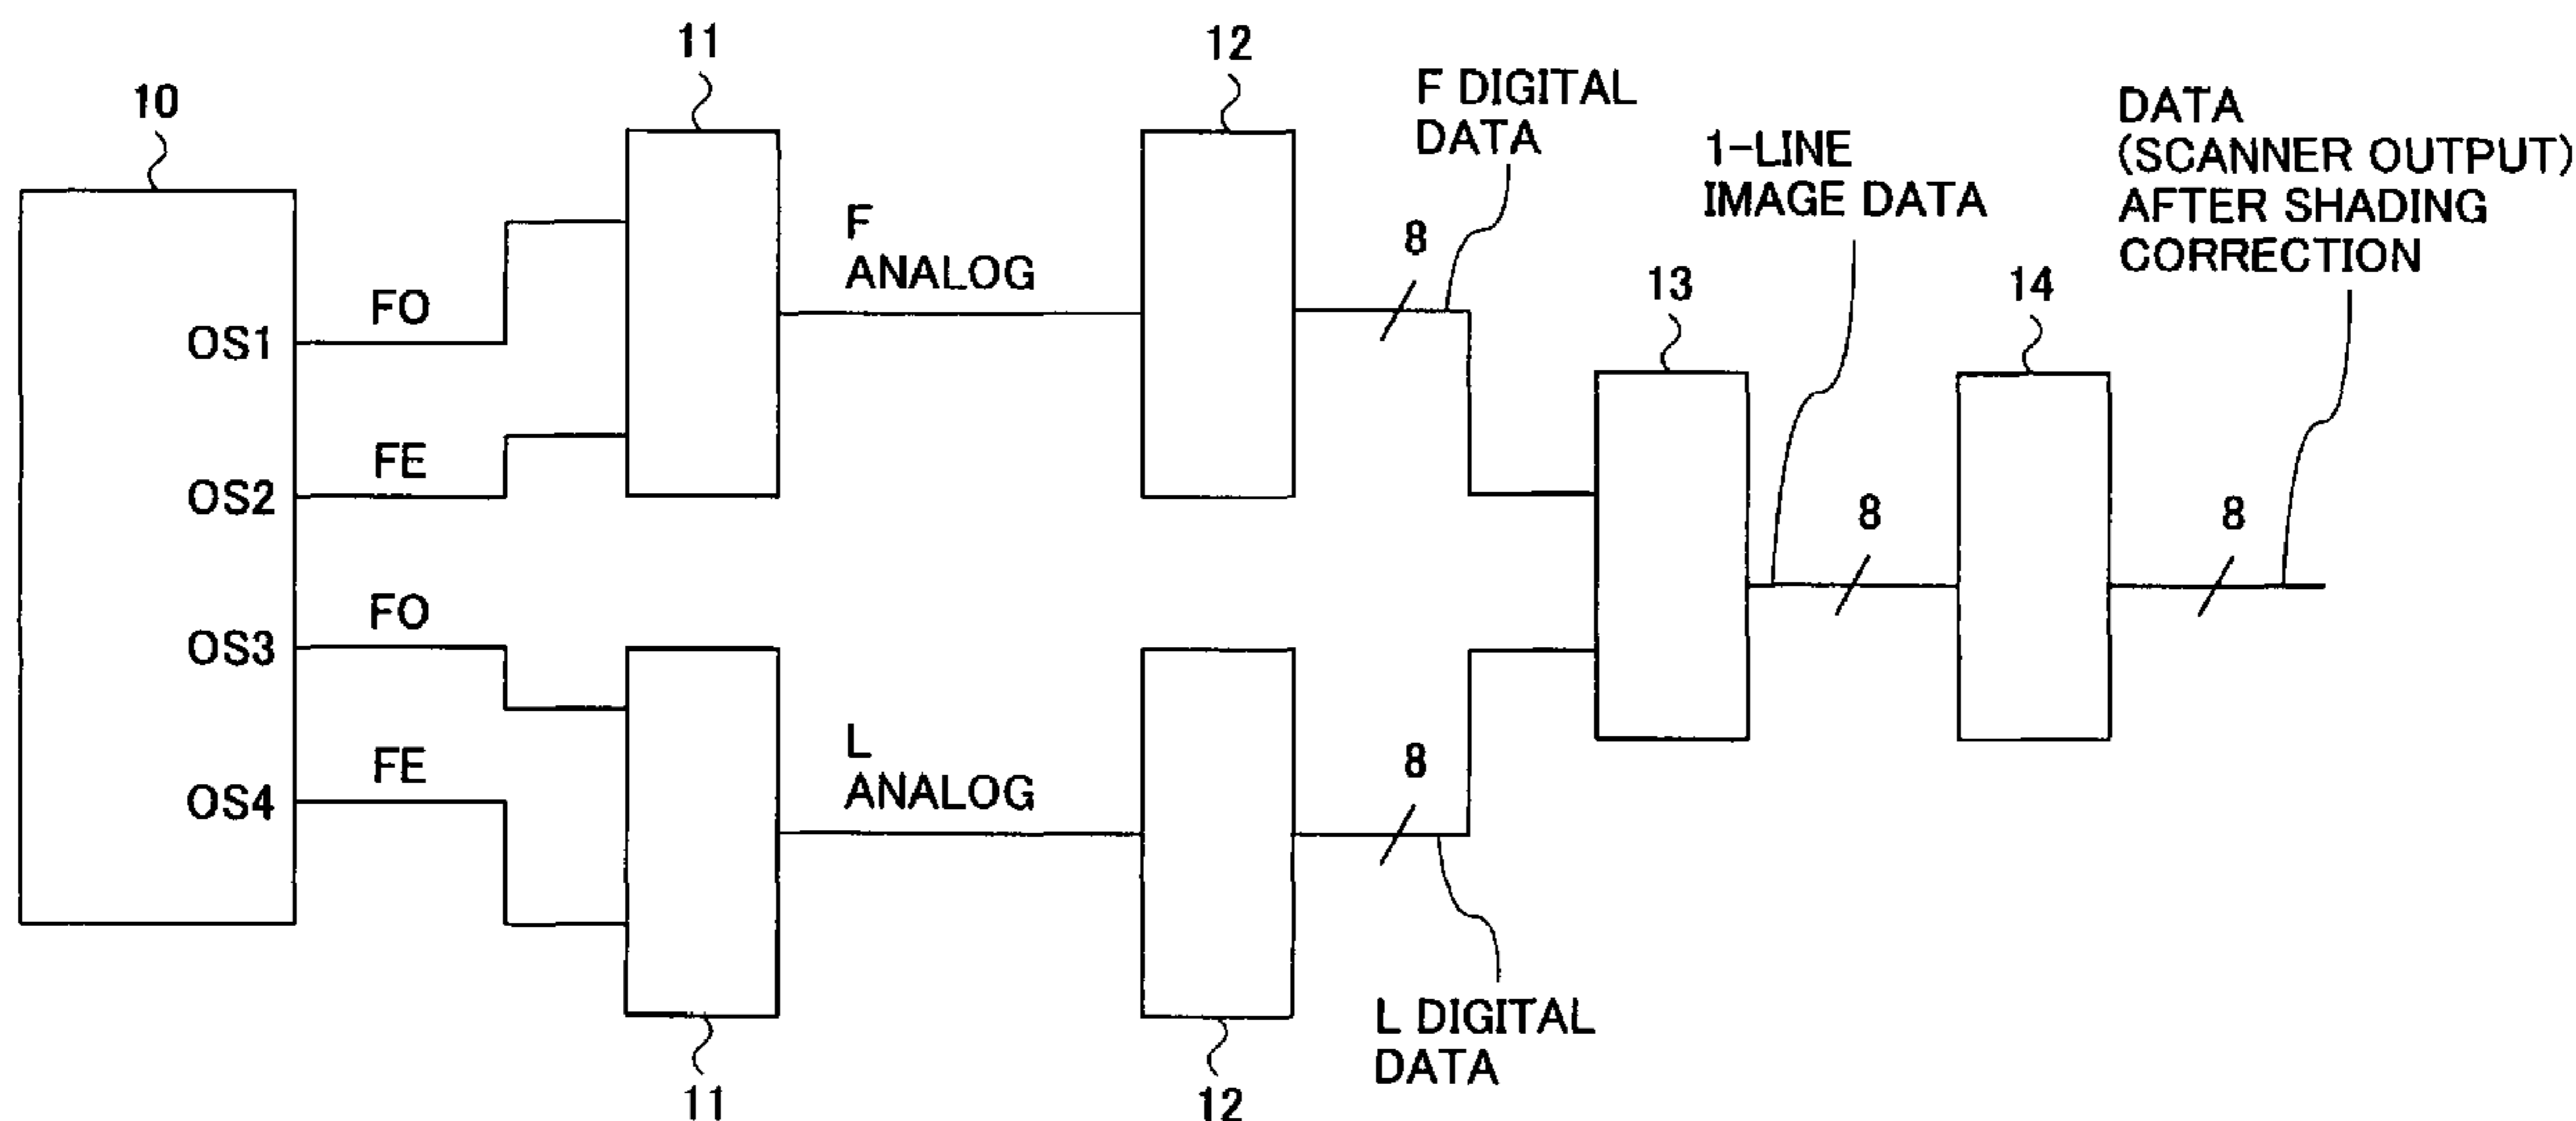 10
11
12
F DIGITAL
DATA
1-LINE
IMAGE DATA
DATA
(SCANNER OUTPUT)
AFTER SHADING
CORRECTION
OS1
FO
F
ANALOG
8
13
14
OS2
FE
8
8
OS3
FO
OS4
FE
L
ANALOG
8
L DIGITAL
DATA
11
12